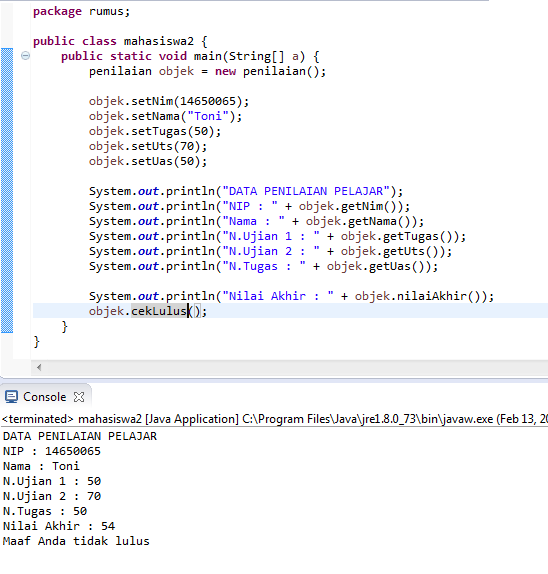 package rumus;
public class mahasiswa2 {
public static void main(String[] a) {
penilaian objek = new penilaian();
objek.setNim(14650065);
objek.setNama("Toni");
objek.setTugas(50);
objek.setUts(70);
objek.setUas(50);
System.out.println("DATA PENILAIAN PELAJAR");
System.out.println("NIP : " + objek.getNim());
System.out.println("Nama : " + objek.getNama());
System.out.println("N.Ujian 1 : " + objek.getTugas());
System.out.println("N.Ujian 2 : " + objek.getUts());
System.out.println("N.Tugas : " + objek.getUas());
System.out.println("Nilai Akhir : " + objek.nilaiAkhir());
objek.cekLulus();
}
}
Console
<terminated> mahasiswa2 [Java Application] C:\Program Files\Java\jre1.8.0_73\bin\javaw.exe (Feb 13, 20
DATA PENILAIAN PELAJAR
NIP : 14650065
Nama : Toni
N.Ujian 1 : 50
N.Ujian 2 : 70
N.Tugas : 50
Nilai Akhir : 54
Maaf Anda tidak lulus